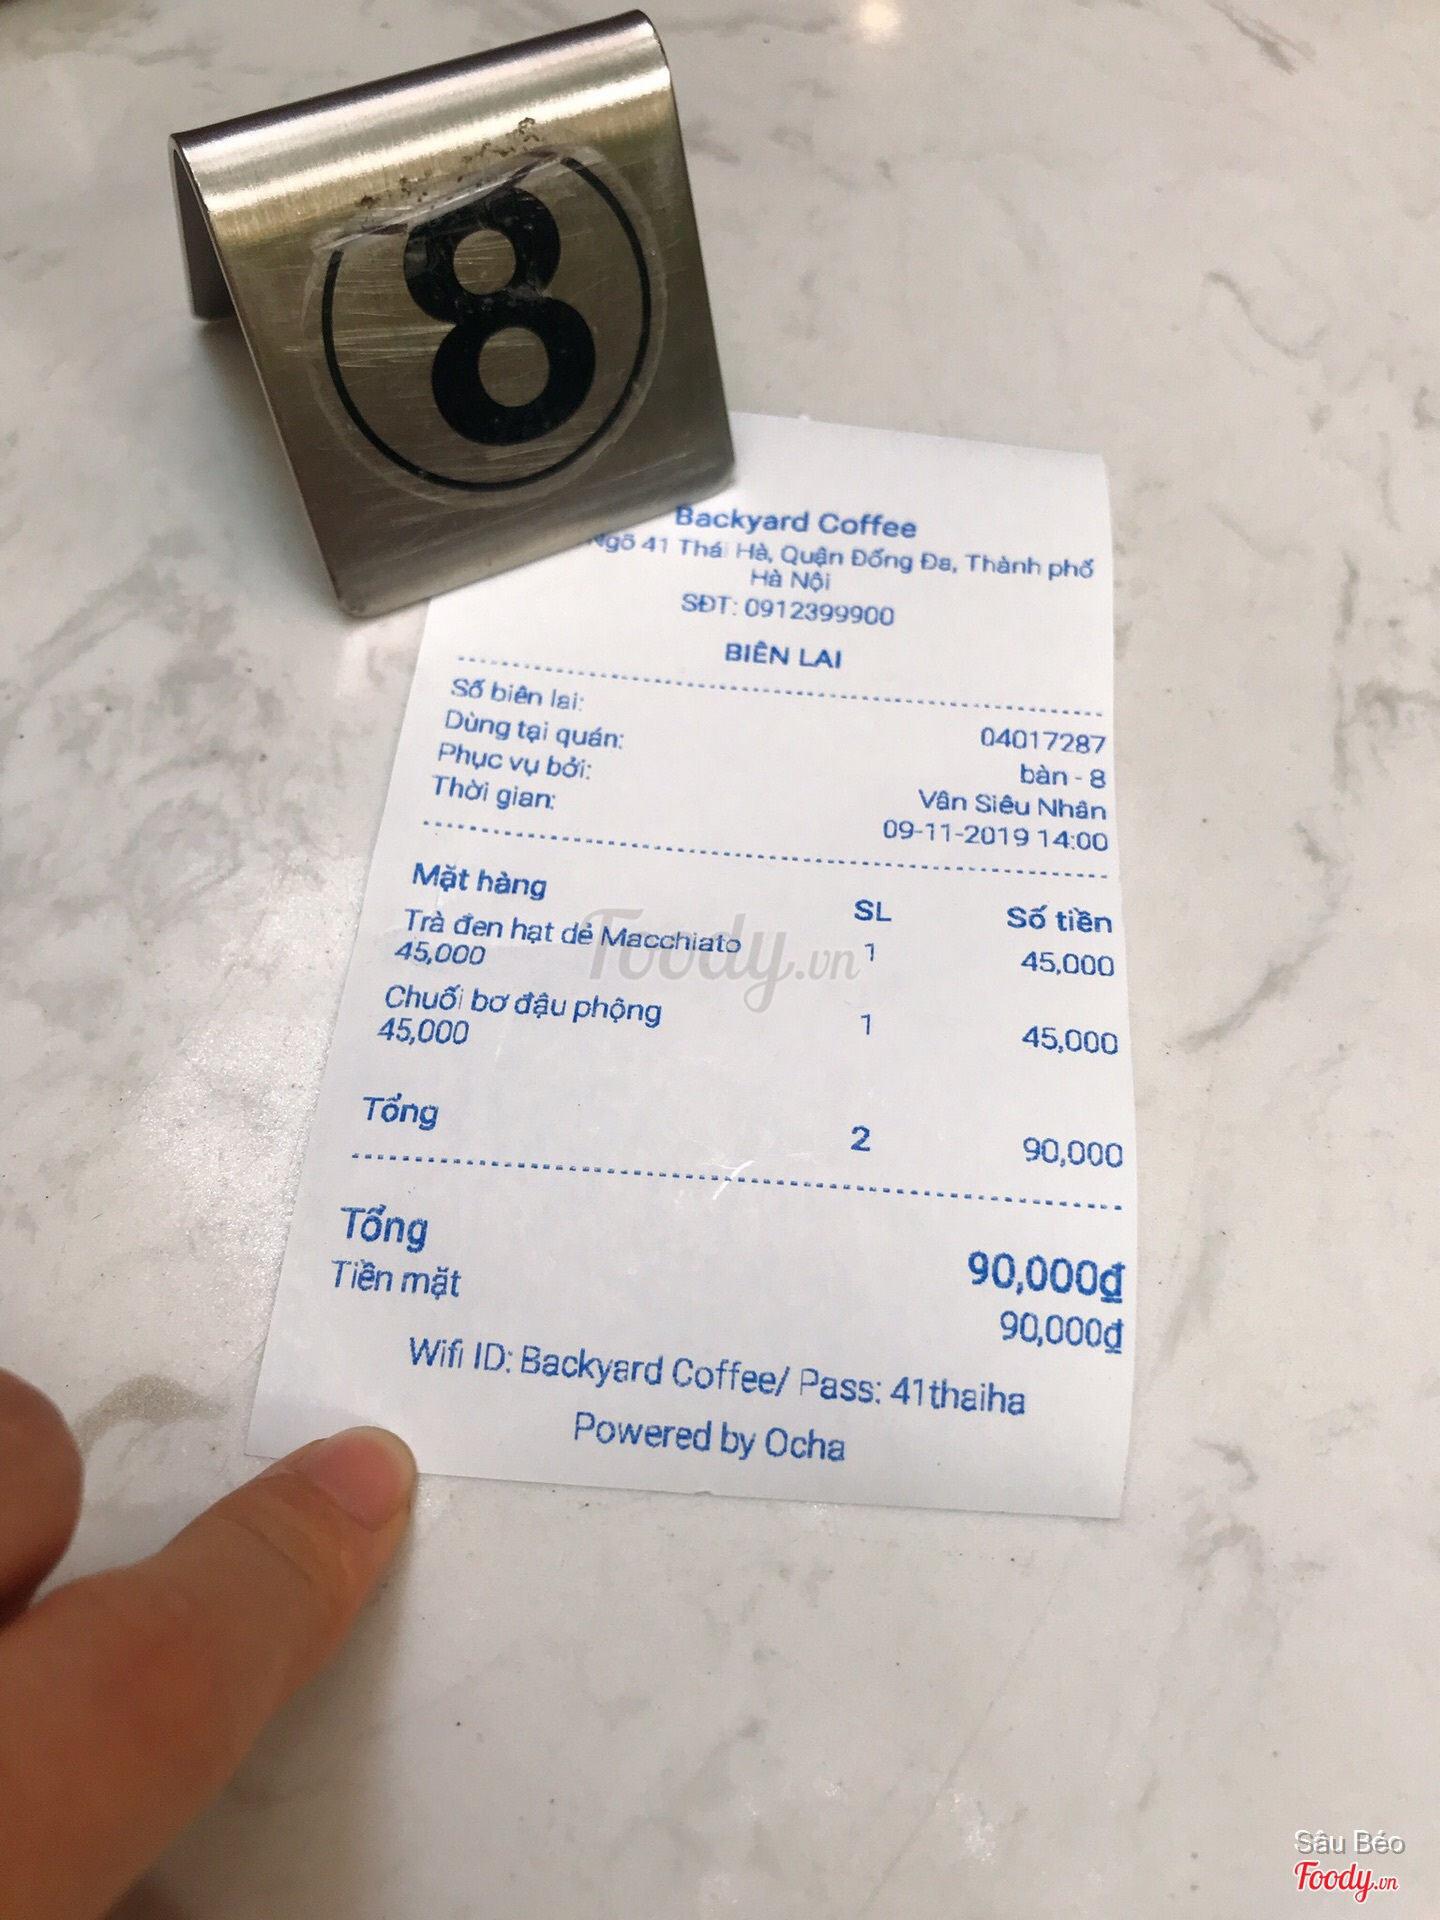 8
Backyard Coffee
Ngõ 41 Thái Hà, Quận Đống Đa, Thành phố
Hà Nội
SĐT: 0912399900
BIÊN LAI
Số biên lai: 04017287
Dùng tại quán: bàn - 8
Phục vụ bởi: Vân Siêu Nhân
Thời gian: 09-11-2019 14:00
Mặt hàng SL Số tiền
Trà đen hạt dẻ Macchiato 1 45,000
45,000
Chuối bơ đậu phộng 1 45,000
45,000
Tổng 2 90,000
Tổng 90,000₫
Tiền mặt 90,000₫
Wifi ID: Backyard Coffee/ Pass: 41thaiha
Powered by Ocha
Foody.vn
Sâu Béo
Foody.vn